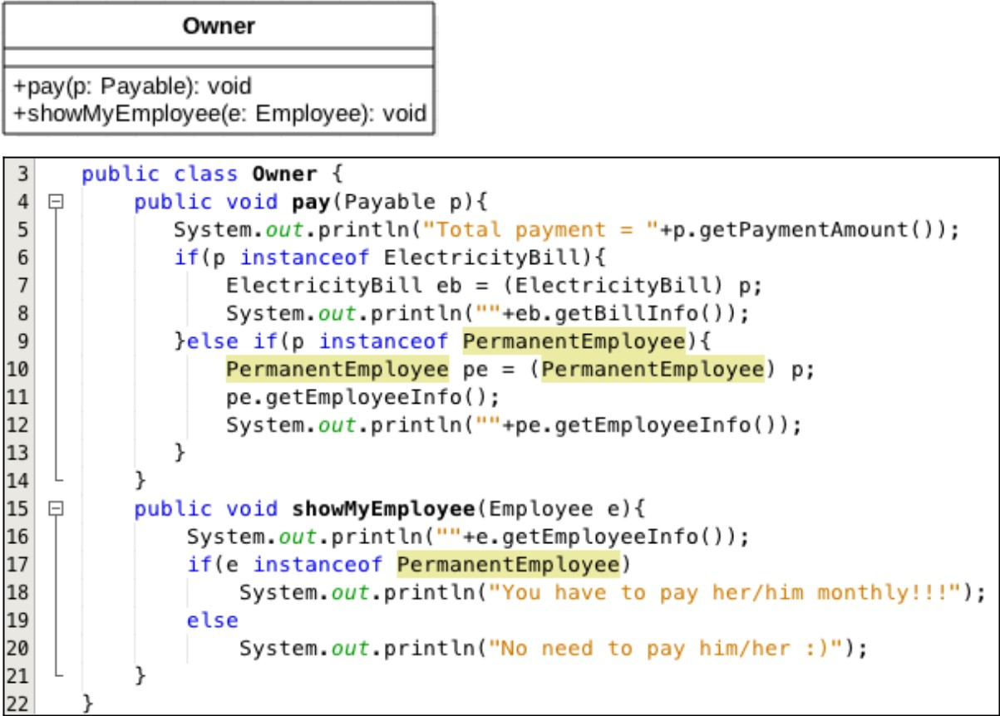 Owner
+pay(p: Payable): void
+showMyEmployee(e: Employee): void
3 public class Owner {
4 public void pay(Payable p){
5 System.out.println("Total payment = "+p.getPaymentAmount());
6 if(p instanceof ElectricityBill){
7 ElectricityBill eb = (ElectricityBill) p;
8 System.out.println(""+eb.getBillInfo());
9 }else if(p instanceof PermanentEmployee){
10 PermanentEmployee pe = (PermanentEmployee) p;
11 pe.getEmployeeInfo();
12 System.out.println(""+pe.getEmployeeInfo());
13 }
14 }
15 public void showMyEmployee(Employee e){
16 System.out.println(""+e.getEmployeeInfo());
17 if(e instanceof PermanentEmployee)
18 System.out.println("You have to pay her/him monthly!!!");
19 else
20 System.out.println("No need to pay him/her :)");
21 }
22 }